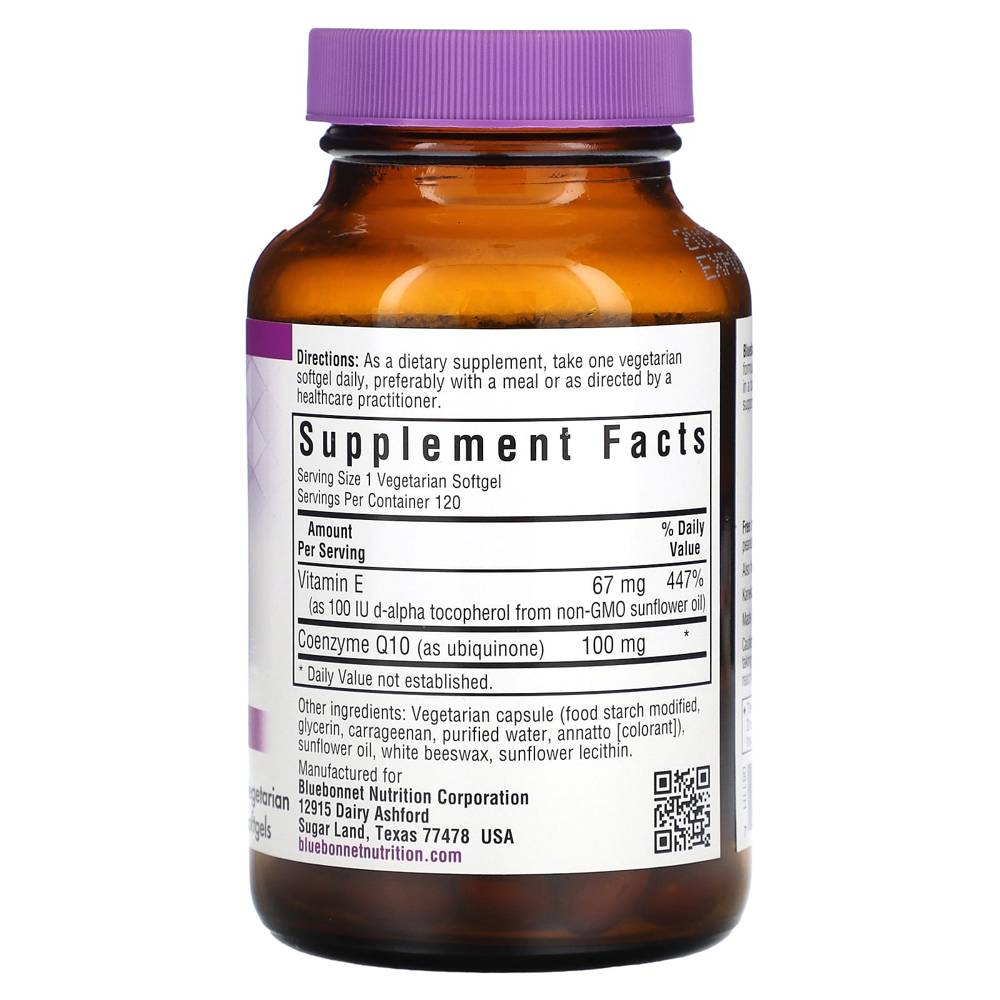 Directions: As a dietary supplement, take one vegetarian
softgel daily, preferably with a meal or as directed by a
healthcare practitioner.
Supplement Facts
Serving Size 1 Vegetarian Softgel
Servings Per Container 120
Amount
Per Serving
% Daily
Value
Vitamin E 67 mg 447%
(as 100 IU d-alpha tocopherol from non-GMO sunflower oil)
Coenzyme Q10 (as ubiquinone) 100 mg *
* Daily Value not established.
Other ingredients: Vegetarian capsule (food starch modified,
glycerin, carrageenan, purified water, annatto [colorant]),
sunflower oil, white beeswax, sunflower lecithin.
Manufactured for
Bluebonnet Nutrition Corporation
12915 Dairy Ashford
Sugar Land, Texas 77478 USA
bluebonnetnutrition.com